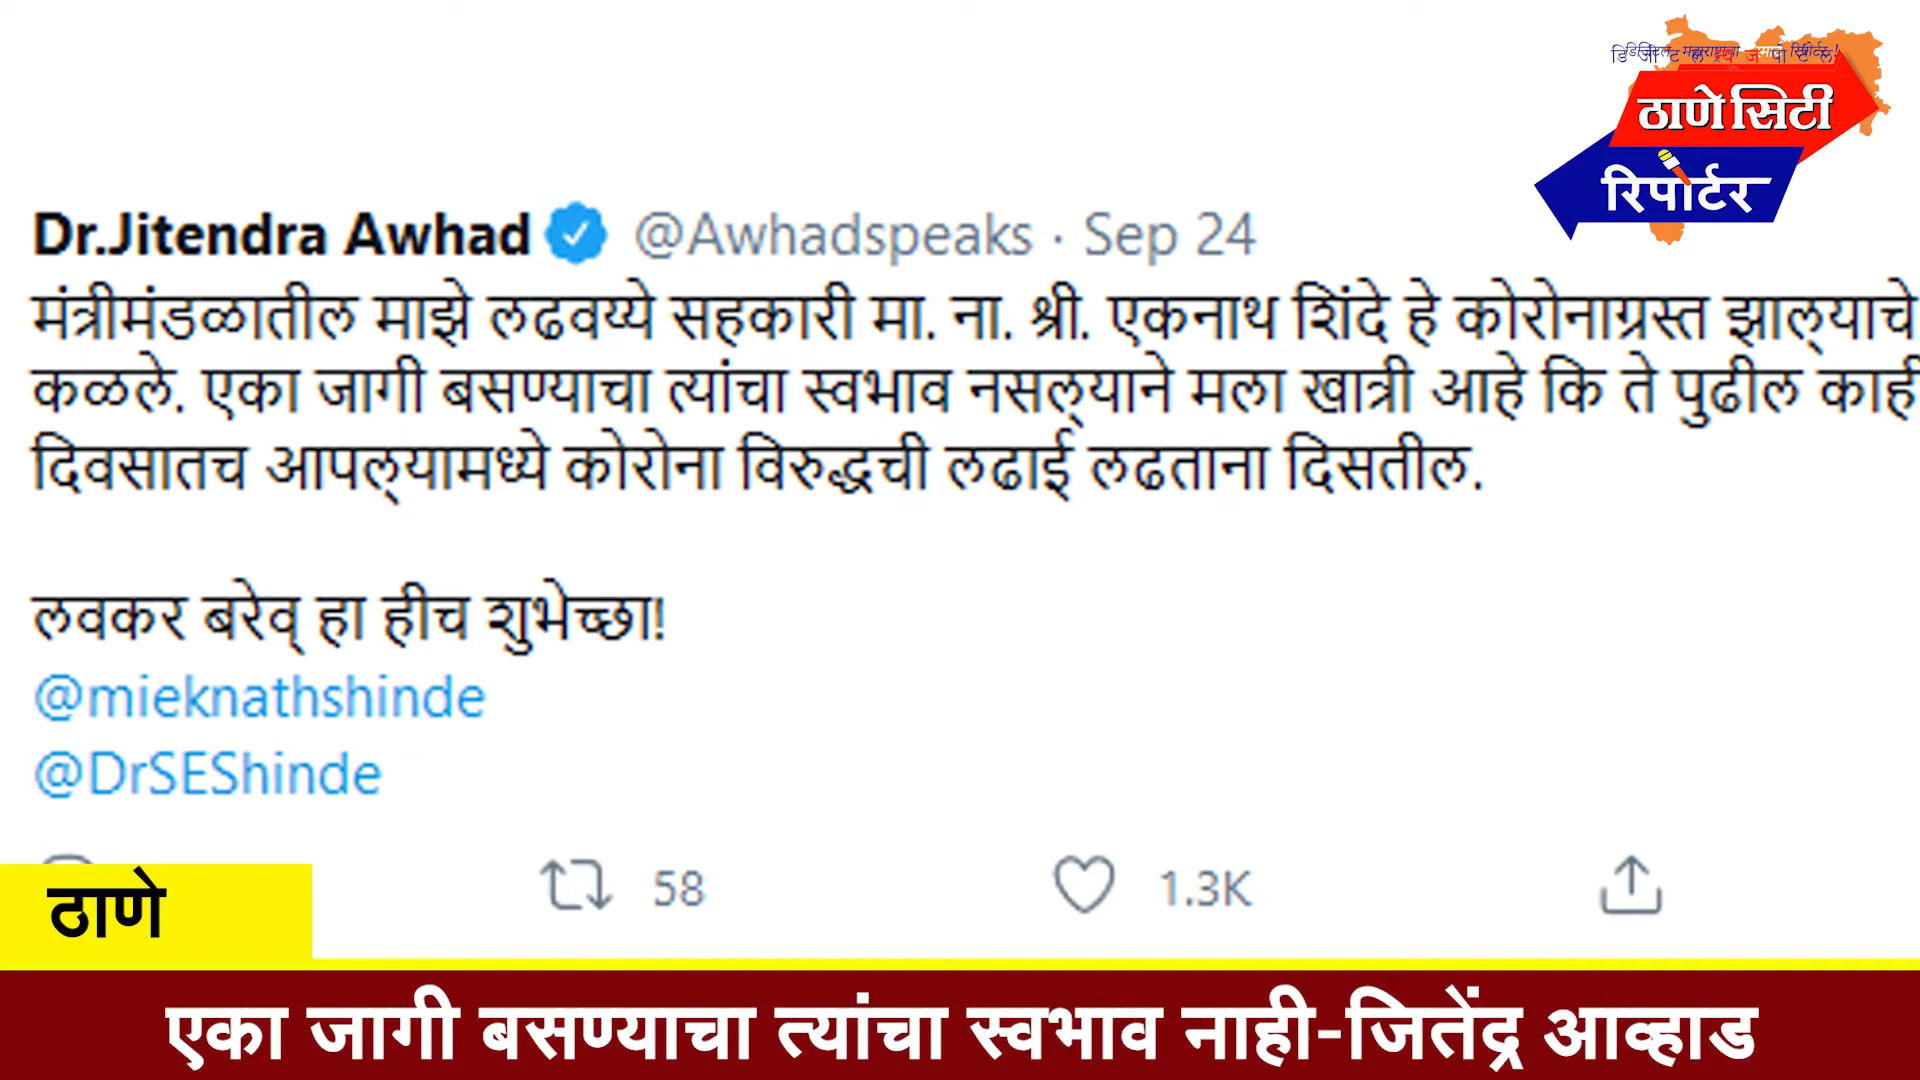 ठाणे सिटी
रिपोर्टर
Dr.Jitendra Awhad @Awhadspeaks · Sep 24
मंत्रीमंडळातील माझे लढवय्ये सहकारी मा. ना. श्री. एकनाथ शिंदे हे कोरोनाग्रस्त झाल्याचे
कळले. एका जागी बसण्याचा त्यांचा स्वभाव नसल्याने मला खात्री आहे कि ते पुढील काही
दिवसातच आपल्यामध्ये कोरोना विरुद्धची लढाई लढताना दिसतील.
लवकर बरेव् हा हीच शुभेच्छा!
@mieknathshinde
@DrSEShinde
58 1.3K
ठाणे
एका जागी बसण्याचा त्यांचा स्वभाव नाही-जितेंद्र आव्हाड